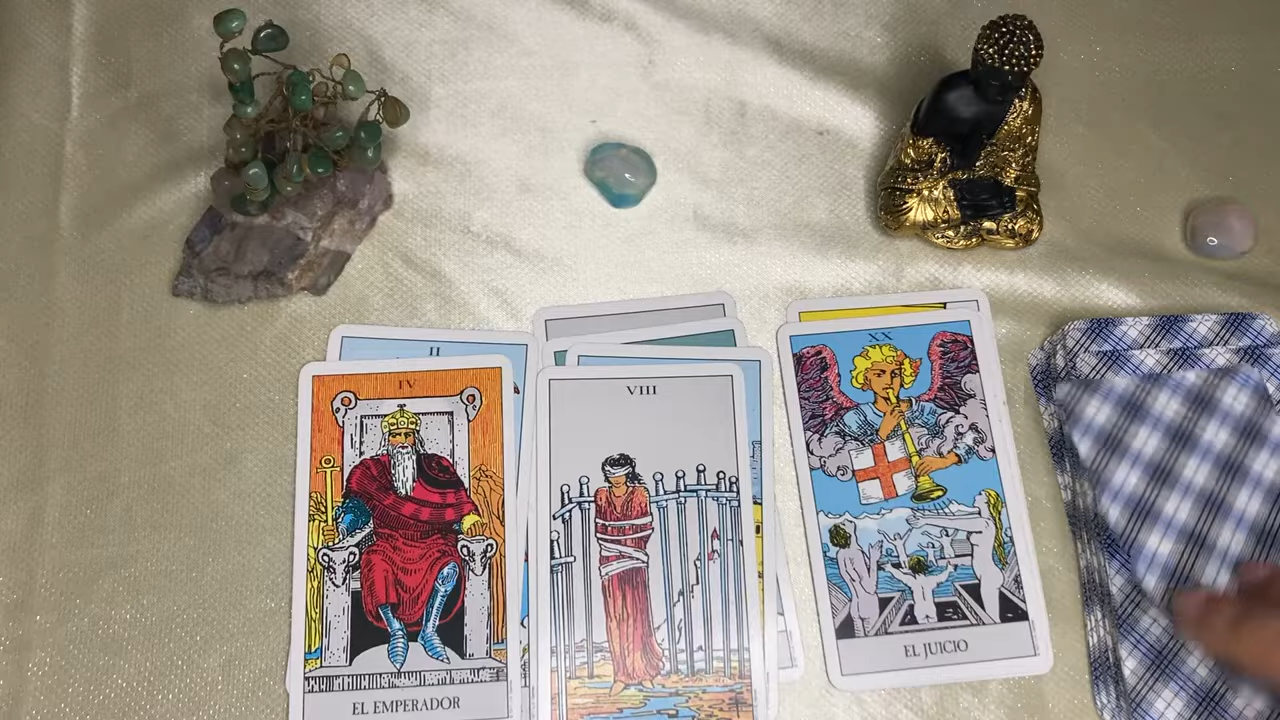 II
IV
EL EMPERADOR
VIII
XX
EL JUICIO